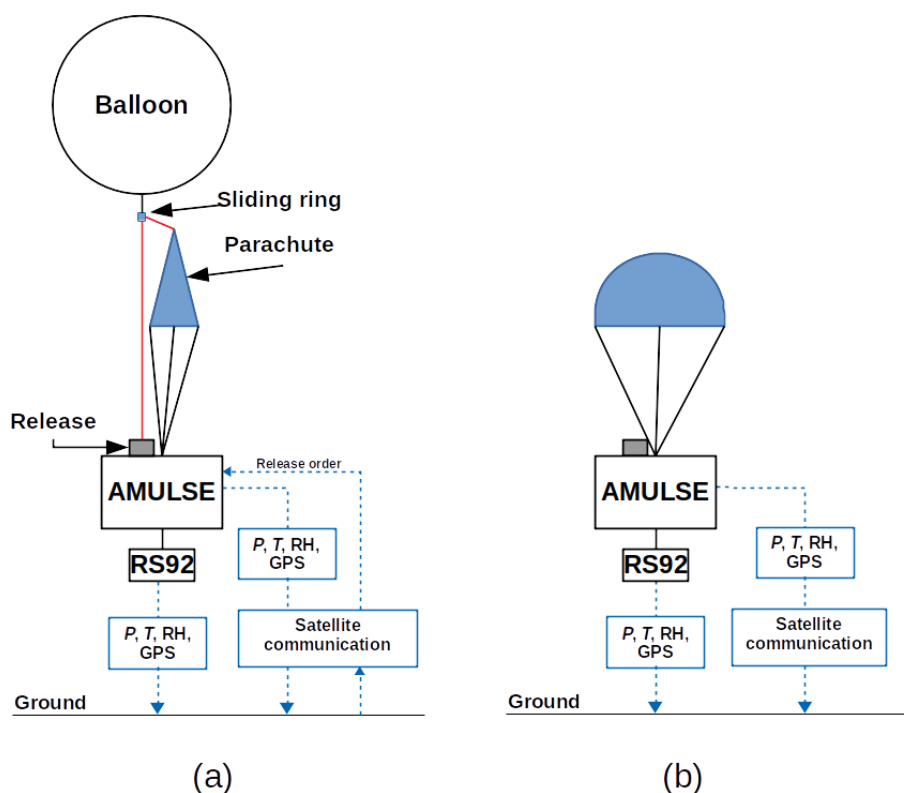 Balloon
Sliding ring
Parachute
Release
Release order
AMULSE
P, T, RH,
GPS
RS92
P, T, RH,
GPS
Satellite
communication
Ground
(a)
AMULSE
P, T, RH,
GPS
RS92
P, T, RH,
GPS
Satellite
communication
Ground
(b)